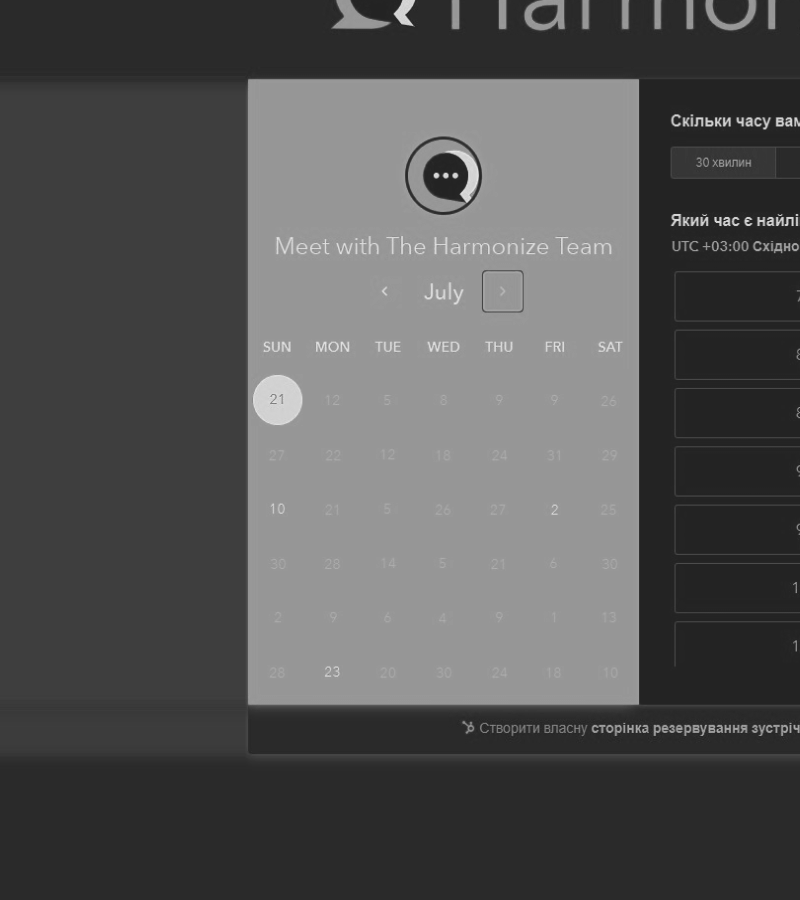 Harmon
Meet with The Harmonize Team
July
SUN MON TUE WED THU FRI SAT
21 12 5 8 9 9 26
27 22 12 18 24 31 29
10 21 5 26 27 2 25
30 28 14 5 21 6 30
2 9 6 4 9 1 13
28 23 20 30 24 18 10
Скільки часу вам
30 хвилин
Який час є найлі
UTC +03:00 Східно
7
8
8
9
9
1
1
Створити власну сторінка резервування зустріч